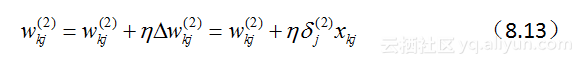 w_{kj}^{(2)} = w_{kj}^{(2)} + ηΔw_{kj}^{(2)} = w_{kj}^{(2)} + ηδ_{j}^{(2)}x_{kj} （8.13）
云栖社区 yq.aliyun.com